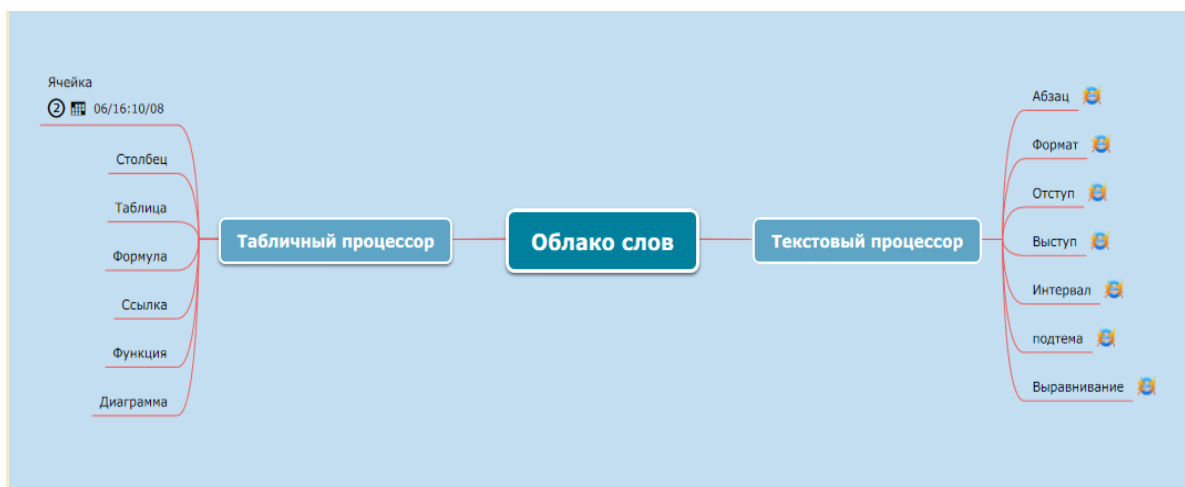 Ячейка
② 06/16:10/08
Столбец
Таблица
Формула
Ссылка
Функция
Диаграмма
Табличный процессор
Облако слов
Текстовый процессор
Абзац
Формат
Отступ
Выступ
Интервал
подтема
Выравнивание